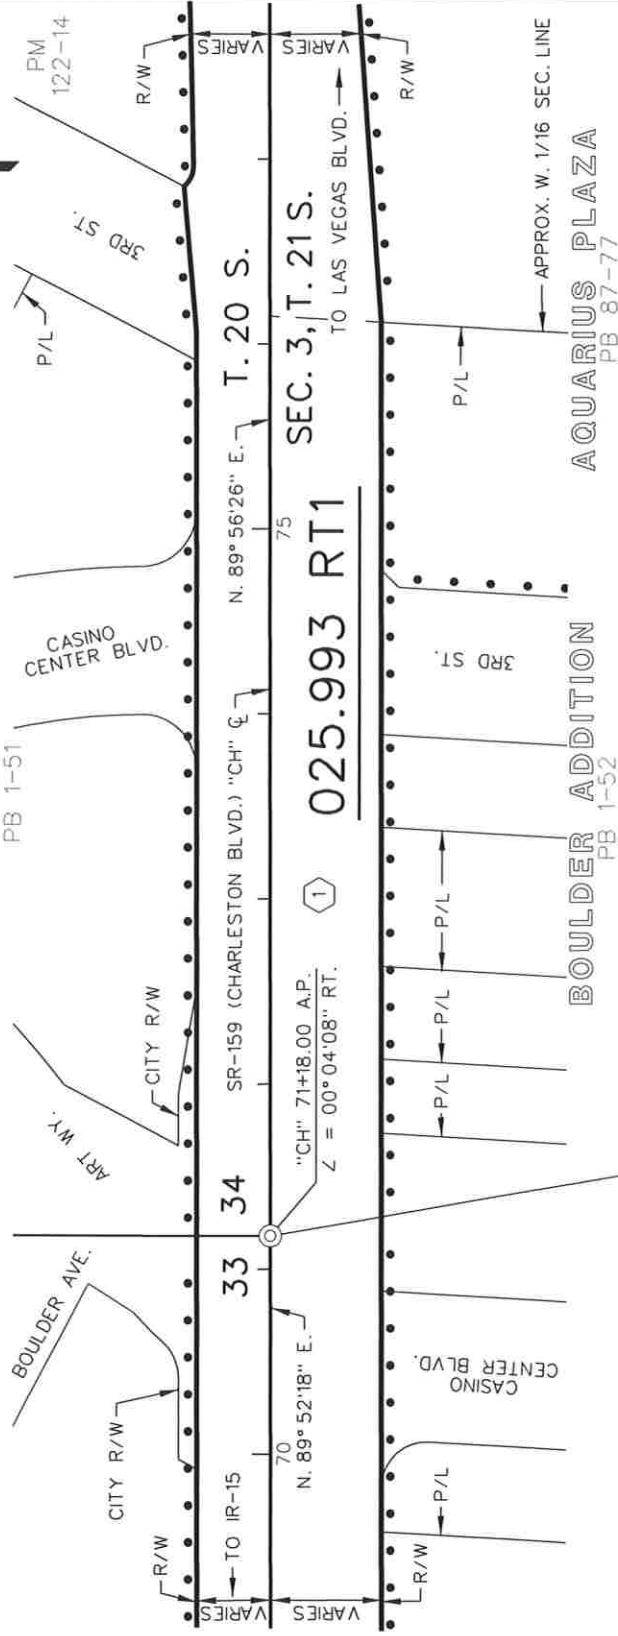 PM
122-14
R/W
VARIES
VARIES
R/W
3RD ST.
P/L
T. 20 S.
SEC. 3, T. 21 S.
TO LAS VEGAS BLVD.
APPROX. W. 1/16 SEC. LINE
AQUARIUS PLAZA
PB 87-77
P/L
N. 89°56'26" E.
75
025.993 RT1
CASINO
CENTER BLVD.
3RD ST.
PB 1-51
SR-159 (CHARLESTON BLVD.) "CH" ℄
1
BOULDER ADDITION
PB 1-52
P/L
P/L
P/L
CITY R/W
ART WY.
"CH" 71+18.00 A.P.
∠ = 00°04'08" RT.
34
33
BOULDER AVE.
CITY R/W
N. 89°52'18" E.
70
CASINO
CENTER BLVD.
TO IR-15
P/L
R/W
VARIES
VARIES
R/W